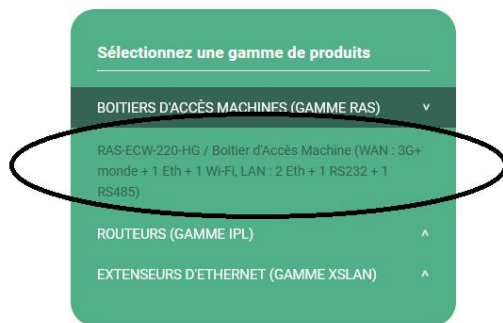 Sélectionnez une gamme de produits
BOITIERS D'ACCÈS MACHINES (GAMME RAS) v
RAS-ECW-220-HG / Boitier d'Accès Machine (WAN : 3G+
monde + 1 Eth + 1 Wi-Fi, LAN : 2 Eth + 1 RS232 + 1
RS485)
ROUTEURS (GAMME IPL) ʌ
EXTENSEURS D'ETHERNET (GAMME XSLAN) ʌ